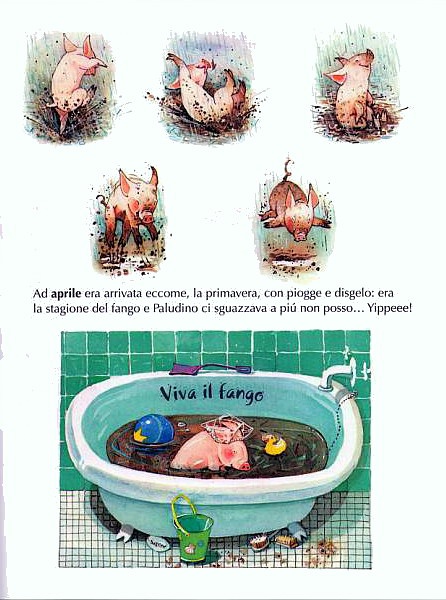 Ad aprile era arrivata eccome, la primavera, con piogge e disgelo: era
la stagione del fango e Paludino ci sguazzava a piú non posso... Yippeee!
Viva il fango